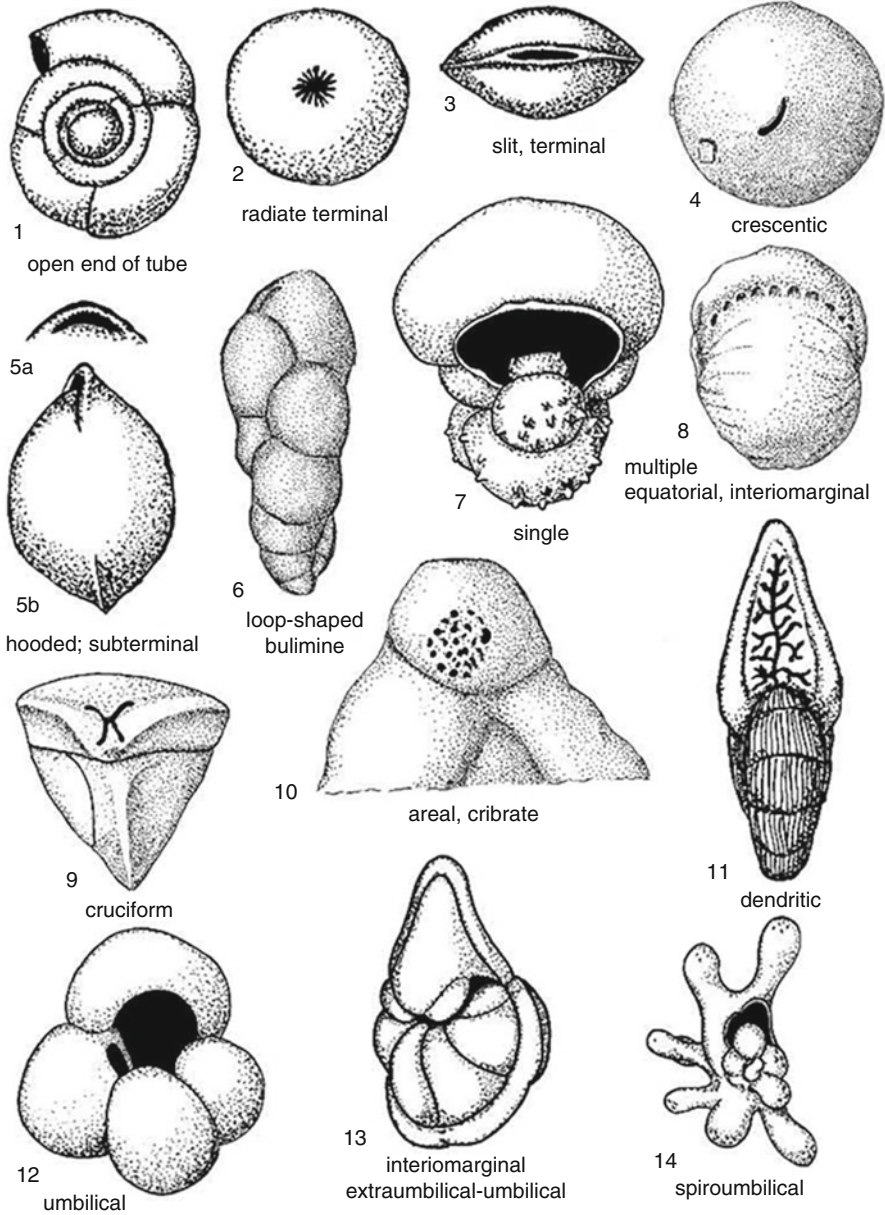 1
open end of tube
2
radiate terminal
3
slit, terminal
4
crescentic
5a
5b
hooded; subterminal
6
loop-shaped
bulimine
7
single
8
multiple
equatorial, interiomarginal
9
cruciform
10
areal, cribrate
11
dendritic
12
umbilical
13
interiomarginal
extraumbilical-umbilical
14
spiroumbilical